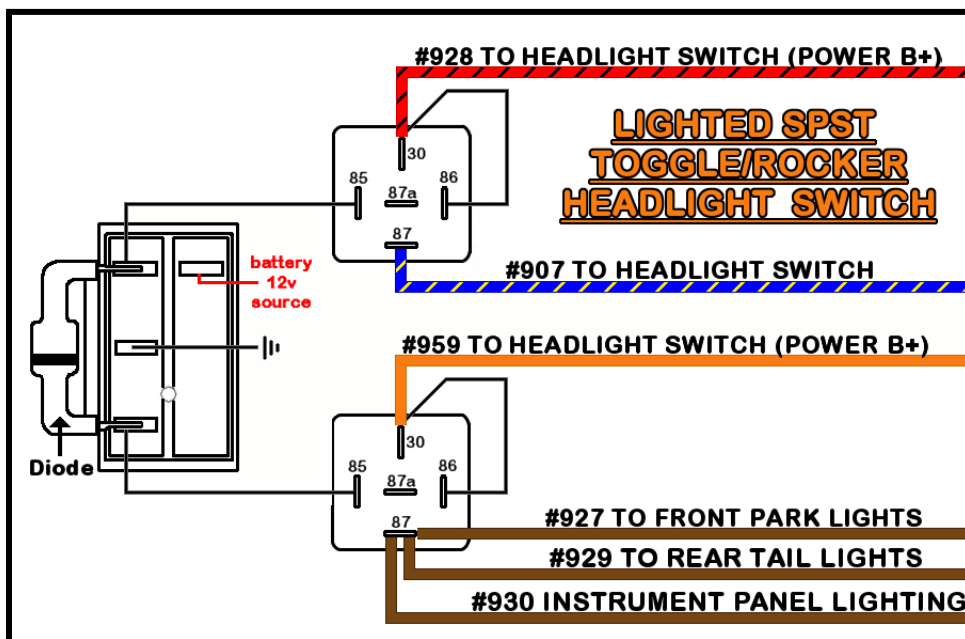 #928 TO HEADLIGHT SWITCH (POWER B+)
LIGHTED SPST
TOGGLE/ROCKER
HEADLIGHT SWITCH
30
85
87a
86
87
battery
12v
source
#907 TO HEADLIGHT SWITCH
#959 TO HEADLIGHT SWITCH (POWER B+)
Diode
30
85
87a
86
87
#927 TO FRONT PARK LIGHTS
#929 TO REAR TAIL LIGHTS
#930 INSTRUMENT PANEL LIGHTING